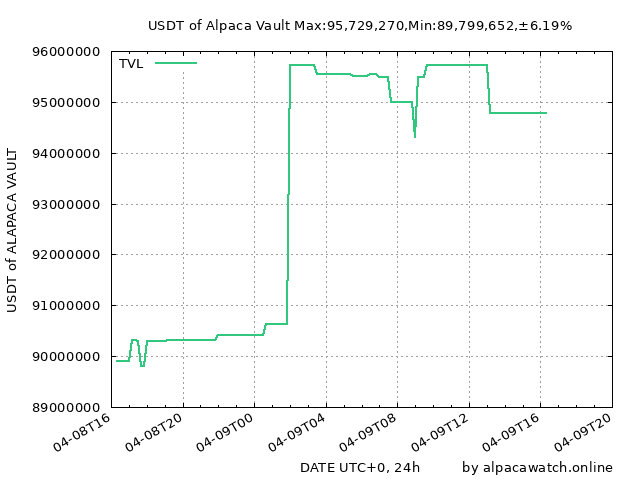 USDT of Alpaca Vault Max:95,729,270,Min:89,799,652,±6.19%
TVL
96000000
95000000
94000000
93000000
92000000
91000000
90000000
89000000
USDT of ALAPACA VAULT
04-08T16
04-08T20
04-09T00
04-09T04
04-09T08
04-09T12
04-09T16
04-09T20
DATE UTC+0, 24h
by alpacawatch.online